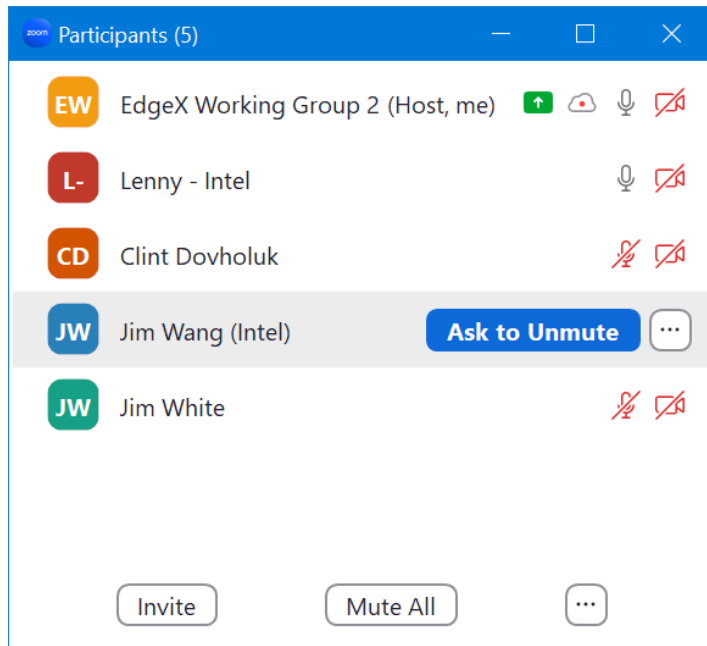 zoom Participants (5)
EW EdgeX Working Group 2 (Host, me)
L- Lenny - Intel
CD Clint Dovholuk
JW Jim Wang (Intel) Ask to Unmute ...
JW Jim White
Invite Mute All ...